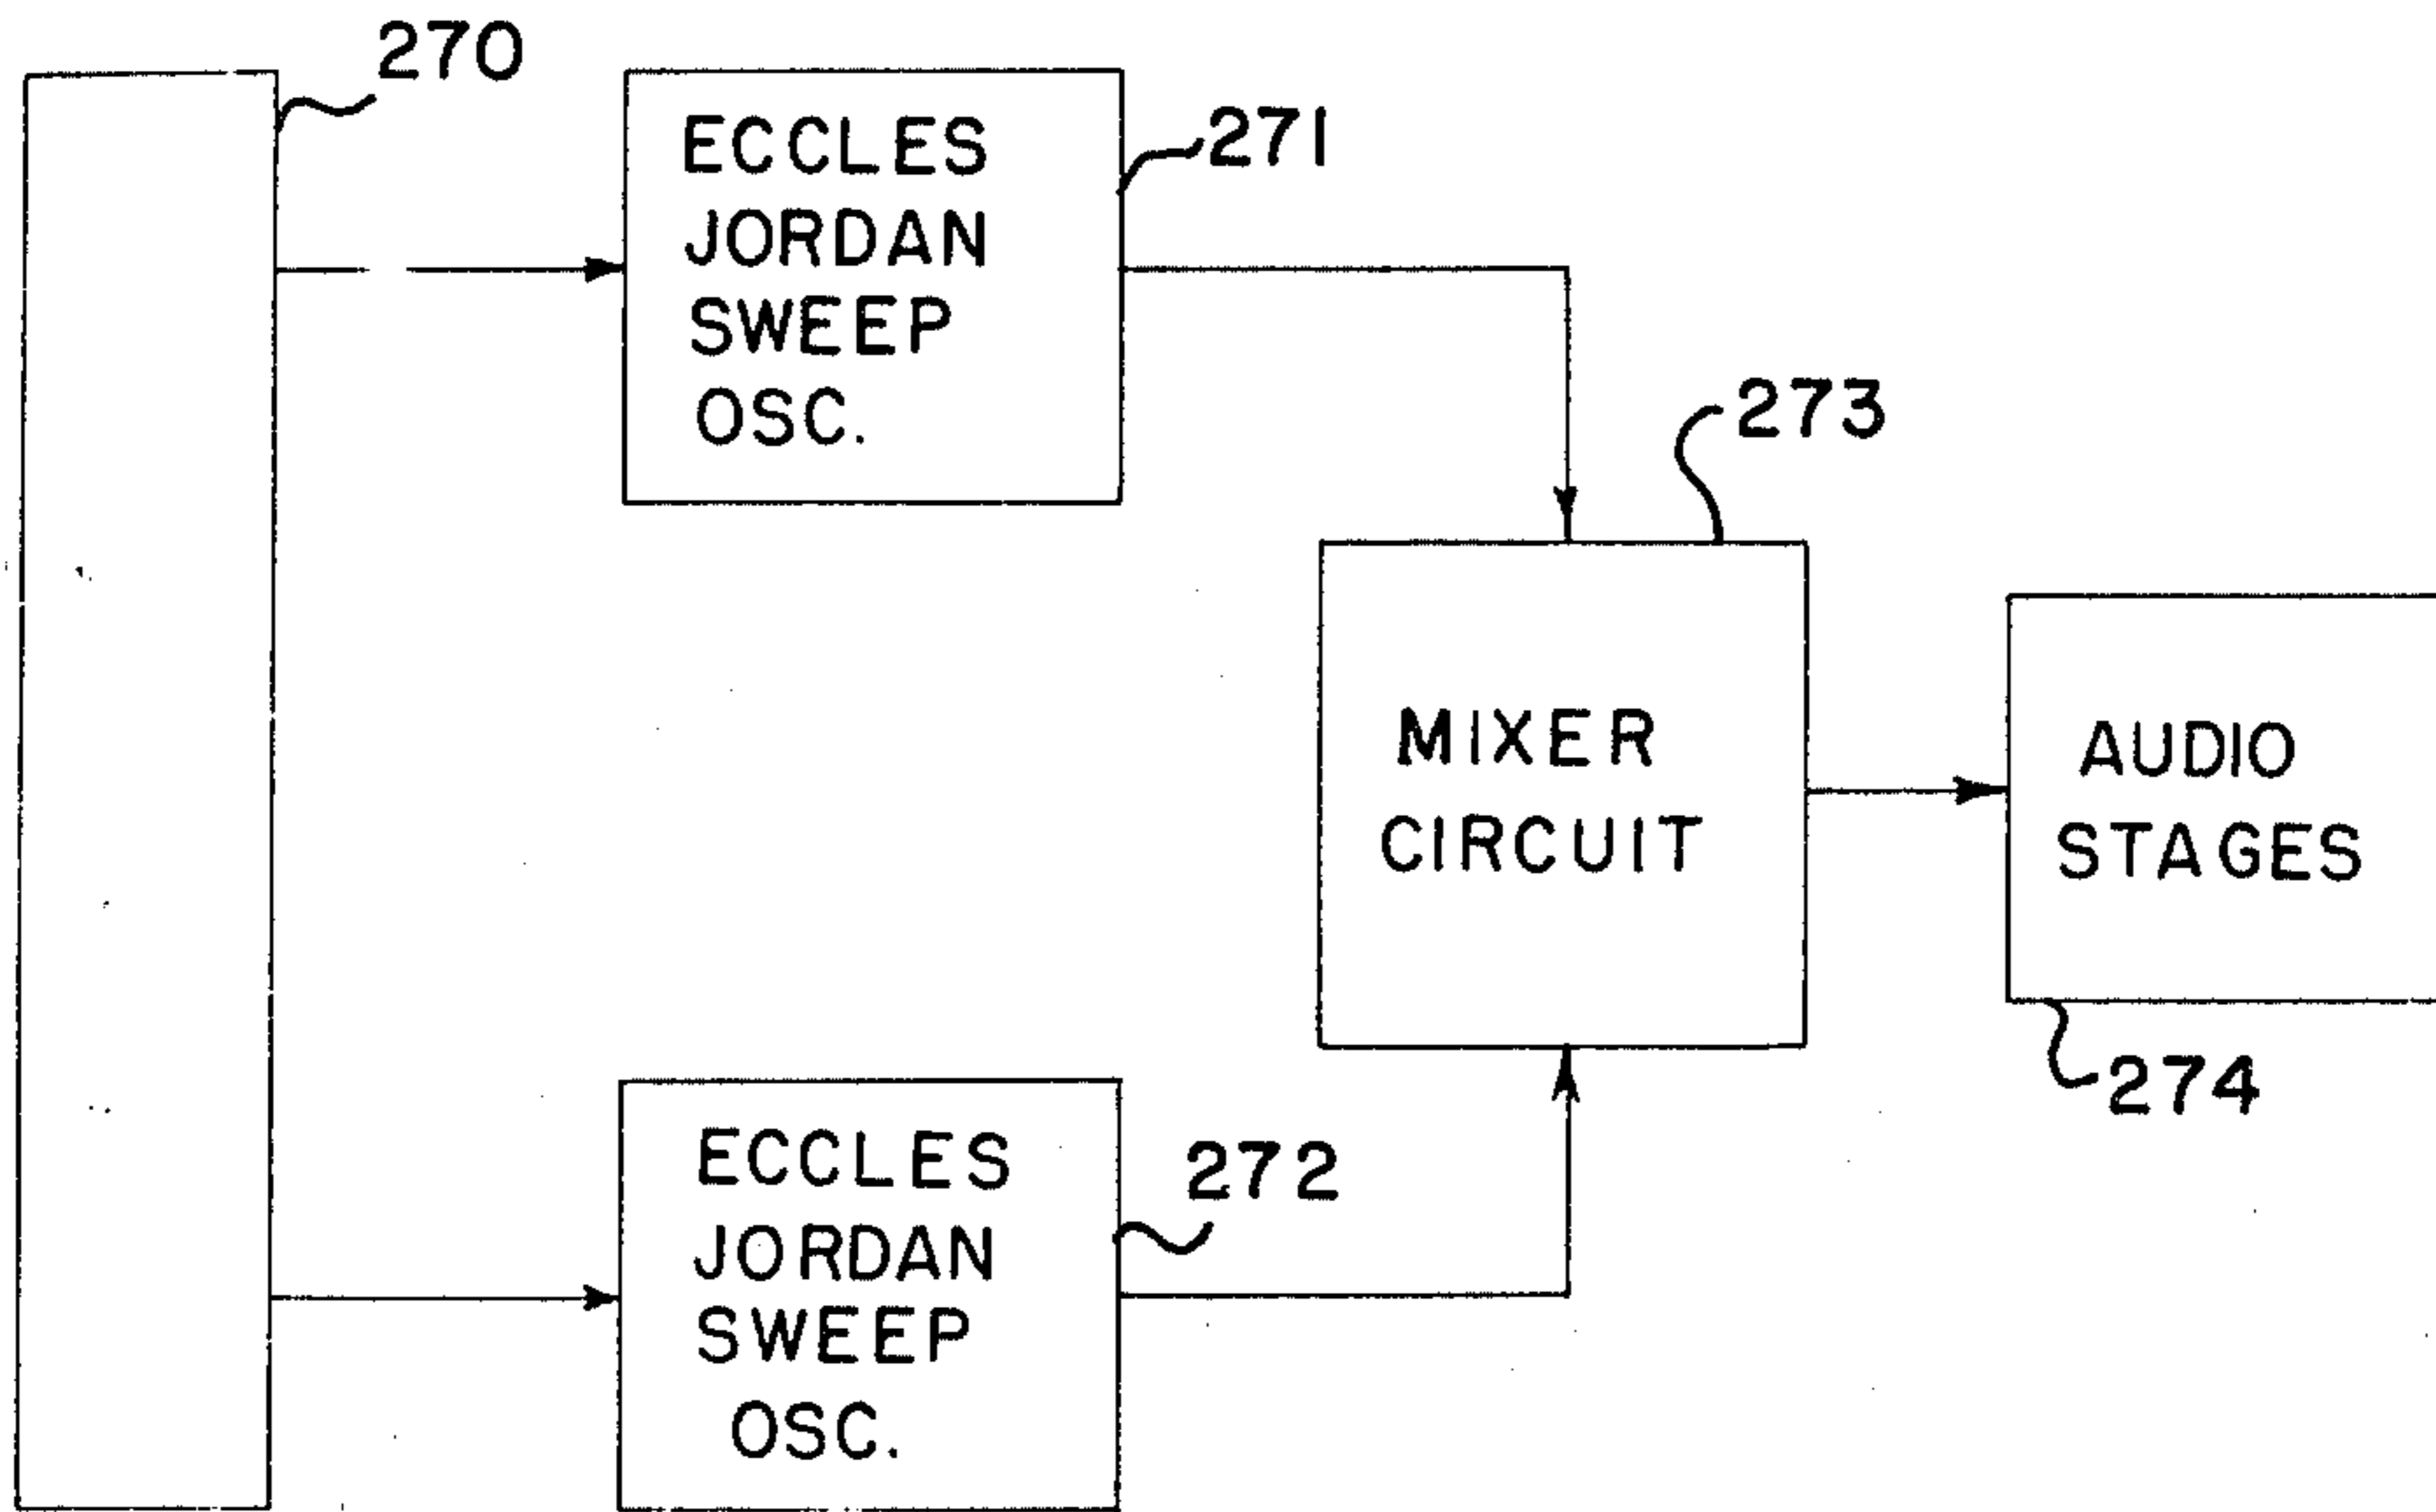 270
ECCLES
JORDAN
SWEEP
OSC.
271
273
MIXER
CIRCUIT
AUDIO
STAGES
274
ECCLES
JORDAN
SWEEP
OSC.
272